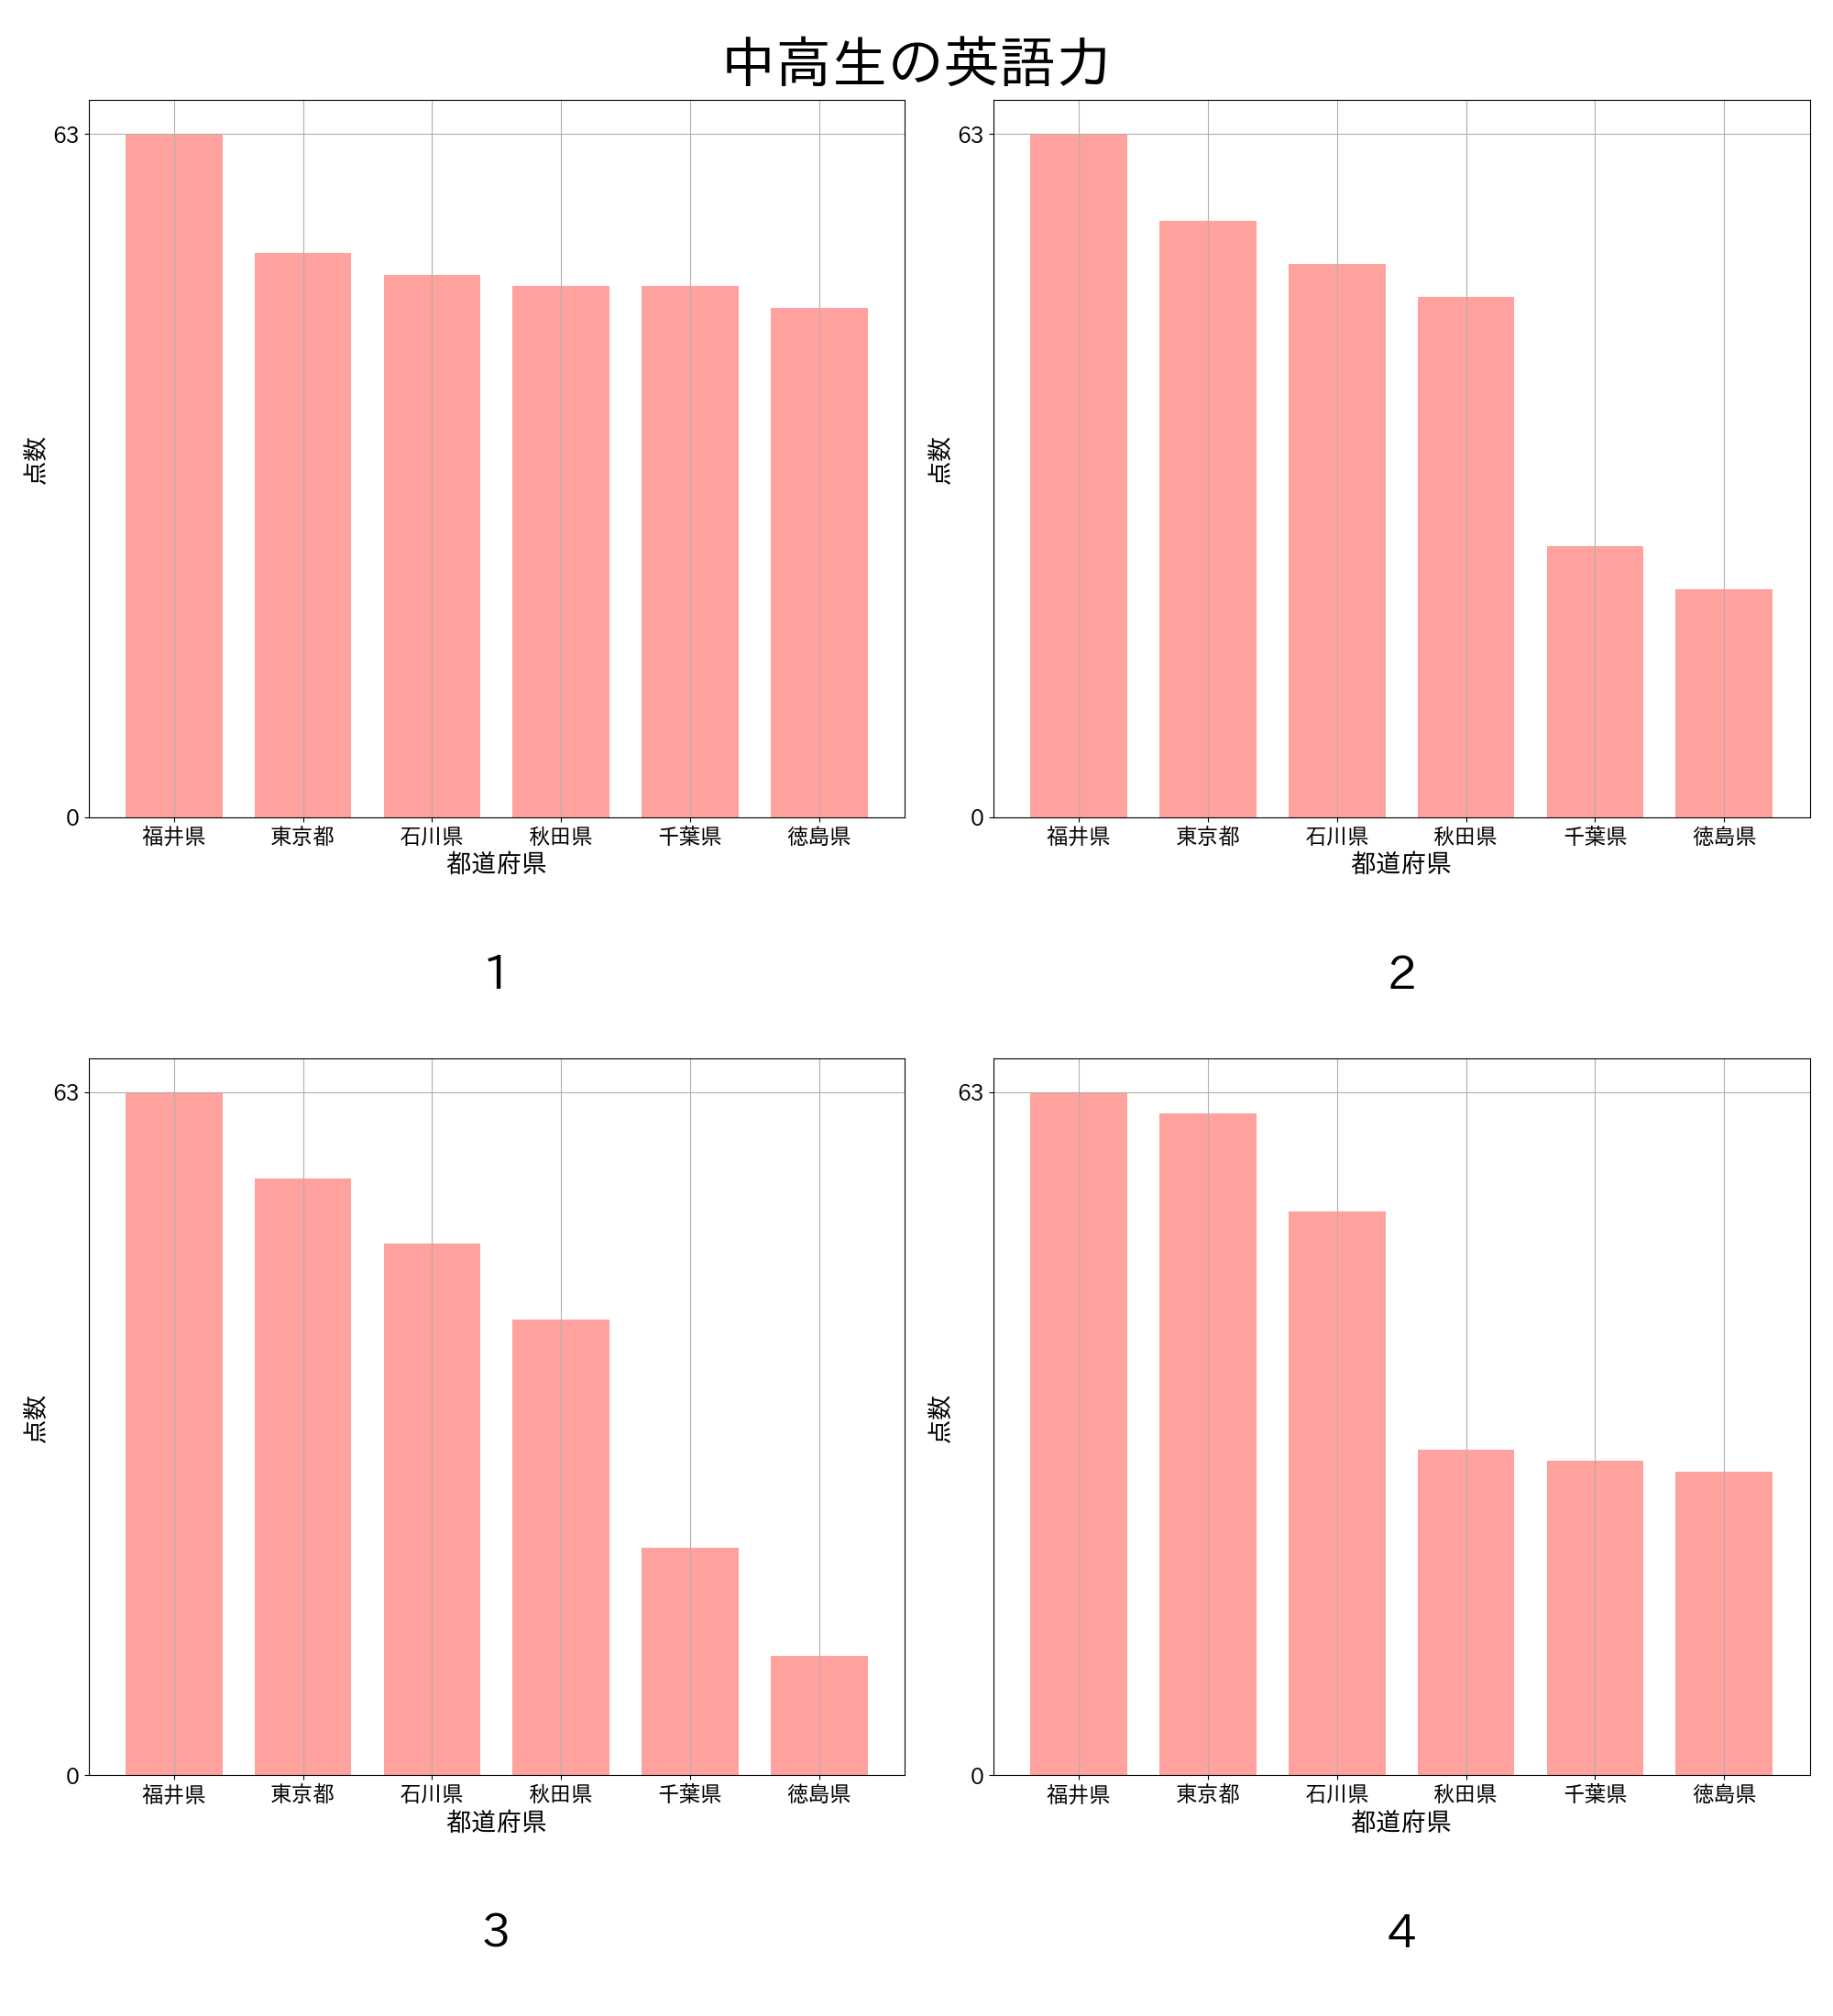 中高生の英語力
63
点数
0
福井県 東京都 石川県 秋田県 千葉県 徳島県
都道府県
1
63
点数
0
福井県 東京都 石川県 秋田県 千葉県 徳島県
都道府県
2
63
点数
0
福井県 東京都 石川県 秋田県 千葉県 徳島県
都道府県
3
63
点数
0
福井県 東京都 石川県 秋田県 千葉県 徳島県
都道府県
4